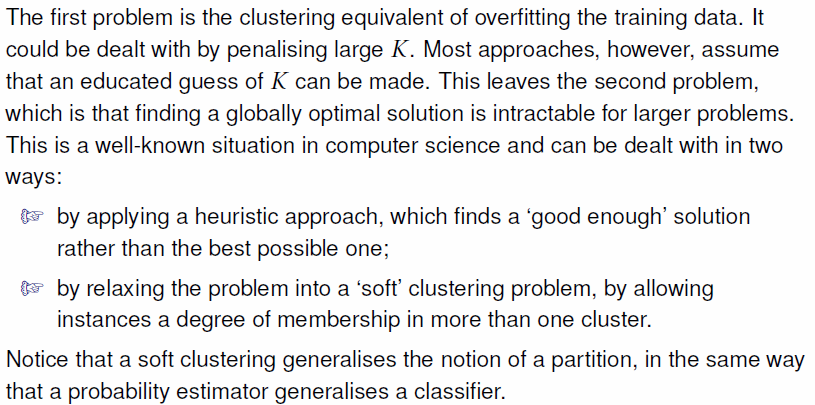 The first problem is the clustering equivalent of overfitting the training data. It
could be dealt with by penalising large K. Most approaches, however, assume
that an educated guess of K can be made. This leaves the second problem,
which is that finding a globally optimal solution is intractable for larger problems.
This is a well-known situation in computer science and can be dealt with in two
ways:
☞ by applying a heuristic approach, which finds a ‘good enough’ solution
rather than the best possible one;
☞ by relaxing the problem into a ‘soft’ clustering problem, by allowing
instances a degree of membership in more than one cluster.
Notice that a soft clustering generalises the notion of a partition, in the same way
that a probability estimator generalises a classifier.